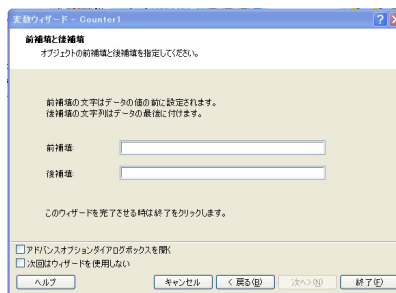 変数ウィザード - Counter1
前補填と後補填
オブジェクトの前補填と後補填を指定してください。
前補填の文字はデータの値の前に設定されます。
後補填の文字列はデータの最後に付けます。
前補填:
後補填:
このウィザードを完了させる時は終了をクリックします。
アドバンスオプションダイアログボックスを開く
次回はウィザードを使用しない
ヘルプ キャンセル < 戻る(B) 次へ> (N) 終了(F)